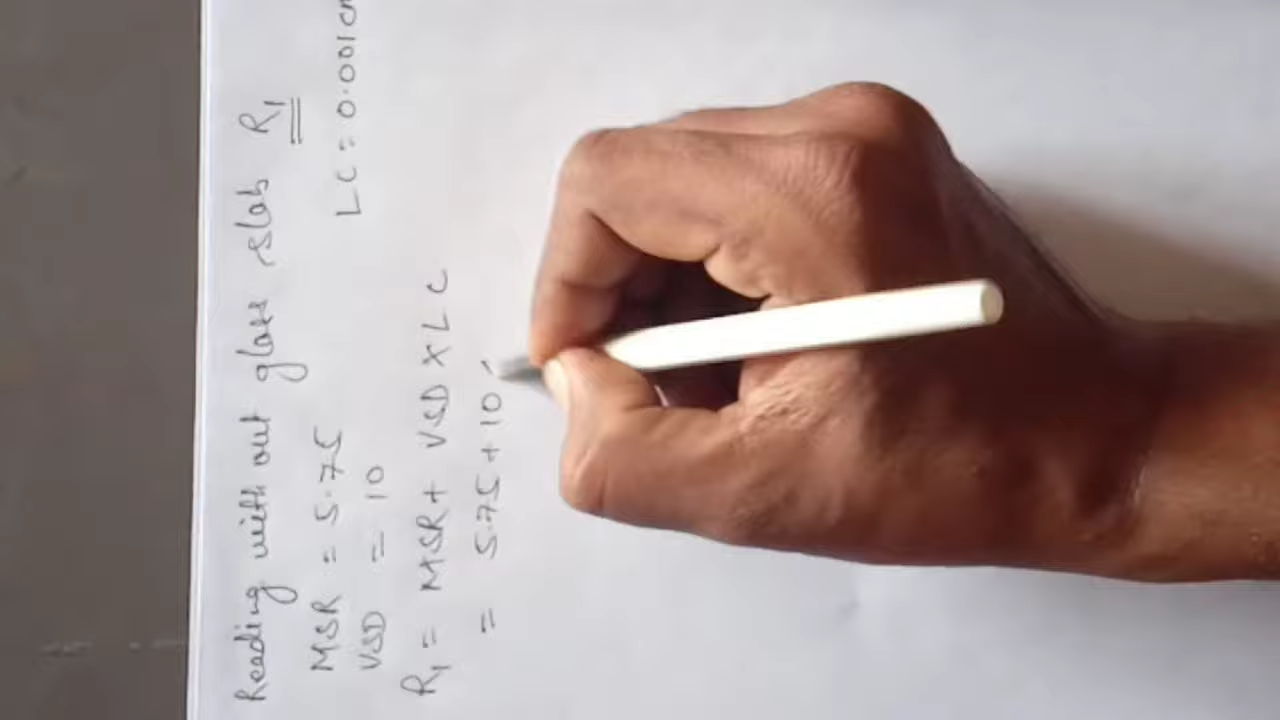 Reading with out glass slab R₁
LC = 0.001cm
MSR = 5.75
VSD = 10
R₁ = MSR + VSD × LC
= 5.75 + 10